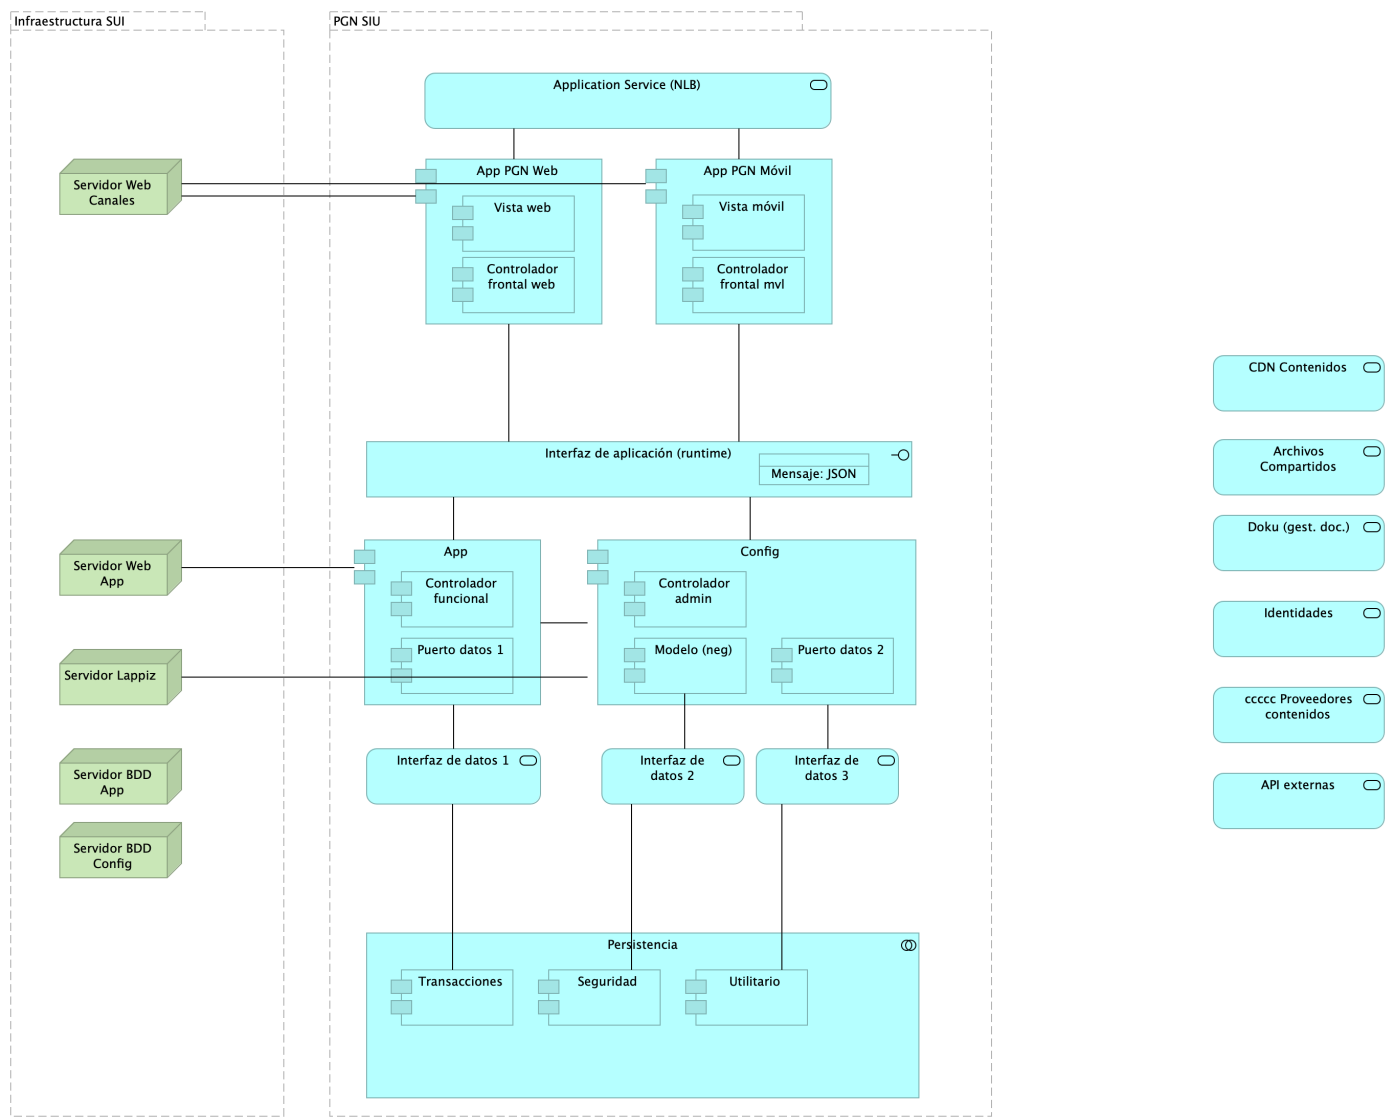 Infraestructura SUI
PGN SIU
Application Service (NLB)
Servidor Web
Canales
App PGN Web
Vista web
Controlador
frontal web
App PGN Móvil
Vista móvil
Controlador
frontal mvl
Interfaz de aplicación (runtime)
Mensaje: JSON
Servidor Web
App
App
Controlador
funcional
Puerto datos 1
Config
Controlador
admin
Modelo (neg)
Puerto datos 2
Servidor Lappiz
Servidor BDD
App
Servidor BDD
Config
Interfaz de datos 1
Interfaz de
datos 2
Interfaz de
datos 3
Persistencia
Transacciones
Seguridad
Utilitario
CDN Contenidos
Archivos
Compartidos
Doku (gest. doc.)
Identidades
ccccc Proveedores
contenidos
API externas